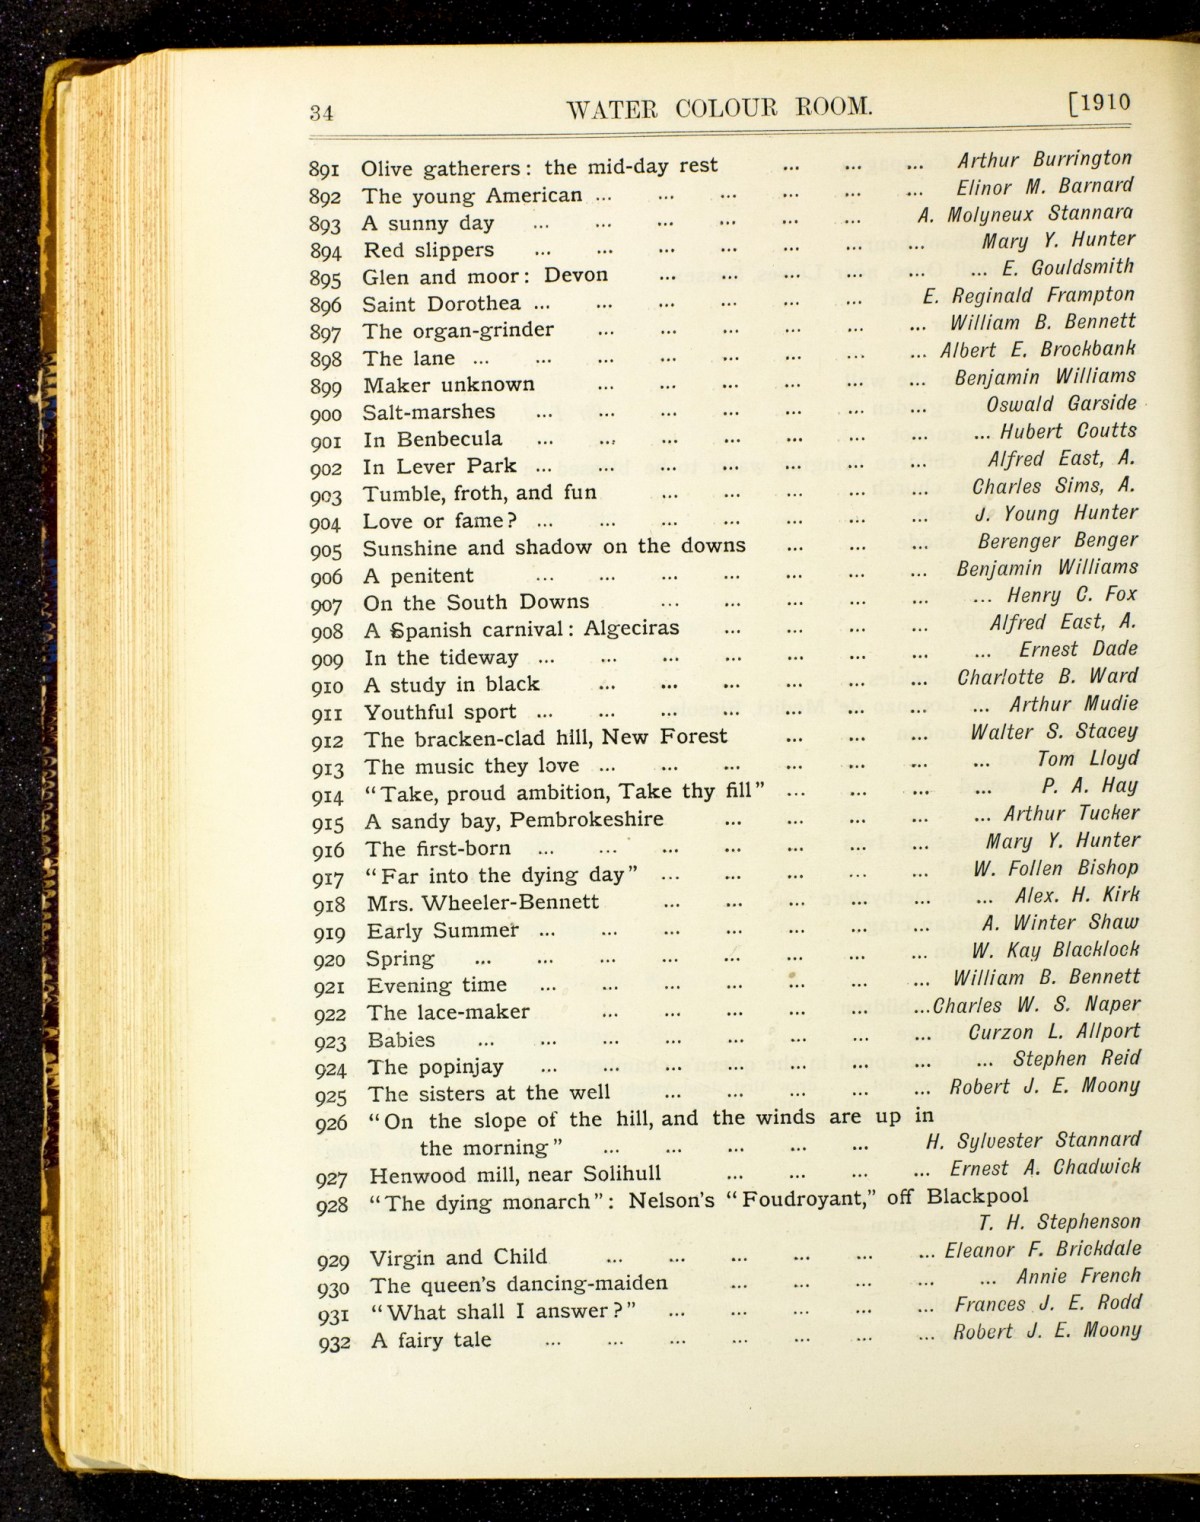 34 WATER COLOUR ROOM. [1910
891 Olive gatherers: the mid-day rest ... ... ... Arthur Burrington
892 The young American ... ... ... ... ... ... Elinor M. Barnard
893 A sunny day ... ... ... ... ... ... A. Molyneux Stannard
894 Red slippers ... ... ... ... ... ... ... Mary Y. Hunter
895 Glen and moor: Devon ... ... ... ... ... ... E. Gouldsmith
896 Saint Dorothea ... ... ... ... ... ... E. Reginald Frampton
897 The organ-grinder ... ... ... ... ... ... William B. Bennett
898 The lane ... ... ... ... ... ... ... ... Albert E. Brockbank
899 Maker unknown ... ... ... ... ... ... Benjamin Williams
900 Salt-marshes ... ... ... ... ... ... ... Oswald Garside
901 In Benbecula ... ... ... ... ... ... ... ... Hubert Coutts
902 In Lever Park ... ... ... ... ... ... ... Alfred East, A.
903 Tumble, froth, and fun ... ... ... ... ... Charles Sims, A.
904 Love or fame? ... ... ... ... ... ... ... J. Young Hunter
905 Sunshine and shadow on the downs ... ... ... Berenger Benger
906 A penitent ... ... ... ... ... ... ... Benjamin Williams
907 On the South Downs ... ... ... ... ... ... Henry C. Fox
908 A Spanish carnival: Algeciras ... ... ... ... Alfred East, A.
909 In the tideway ... ... ... ... ... ... ... ... Ernest Dade
910 A study in black ... ... ... ... ... ... Charlotte B. Ward
911 Youthful sport ... ... ... ... ... ... ... ... Arthur Mudie
912 The bracken-clad hill, New Forest ... ... ... Walter S. Stacey
913 The music they love ... ... ... ... ... ... ... Tom Lloyd
914 "Take, proud ambition, Take thy fill" ... ... ... ... P. A. Hay
915 A sandy bay, Pembrokeshire ... ... ... ... ... Arthur Tucker
916 The first-born ... ... ... ... ... ... ... Mary Y. Hunter
917 "Far into the dying day" ... ... ... ... ... W. Follen Bishop
918 Mrs. Wheeler-Bennett ... ... ... ... ... ... Alex. H. Kirk
919 Early Summer ... ... ... ... ... ... ... A. Winter Shaw
920 Spring ... ... ... ... ... ... ... ... W. Kay Blacklock
921 Evening time ... ... ... ... ... ... ... William B. Bennett
922 The lace-maker ... ... ... ... ... ...Charles W. S. Naper
923 Babies ... ... ... ... ... ... ... ... Curzon L. Allport
924 The popinjay ... ... ... ... ... ... ... ... Stephen Reid
925 The sisters at the well ... ... ... ... ... Robert J. E. Moony
926 "On the slope of the hill, and the winds are up in
the morning" ... ... ... ... ... H. Sylvester Stannard
927 Henwood mill, near Solihull ... ... ... ... Ernest A. Chadwick
928 "The dying monarch": Nelson's "Foudroyant," off Blackpool
T. H. Stephenson
929 Virgin and Child ... ... ... ... ... ... Eleanor F. Brickdale
930 The queen's dancing-maiden ... ... ... ... ... Annie French
931 "What shall I answer?" ... ... ... ... ... Frances J. E. Rodd
932 A fairy tale ... ... ... ... ... ... ... Robert J. E. Moony